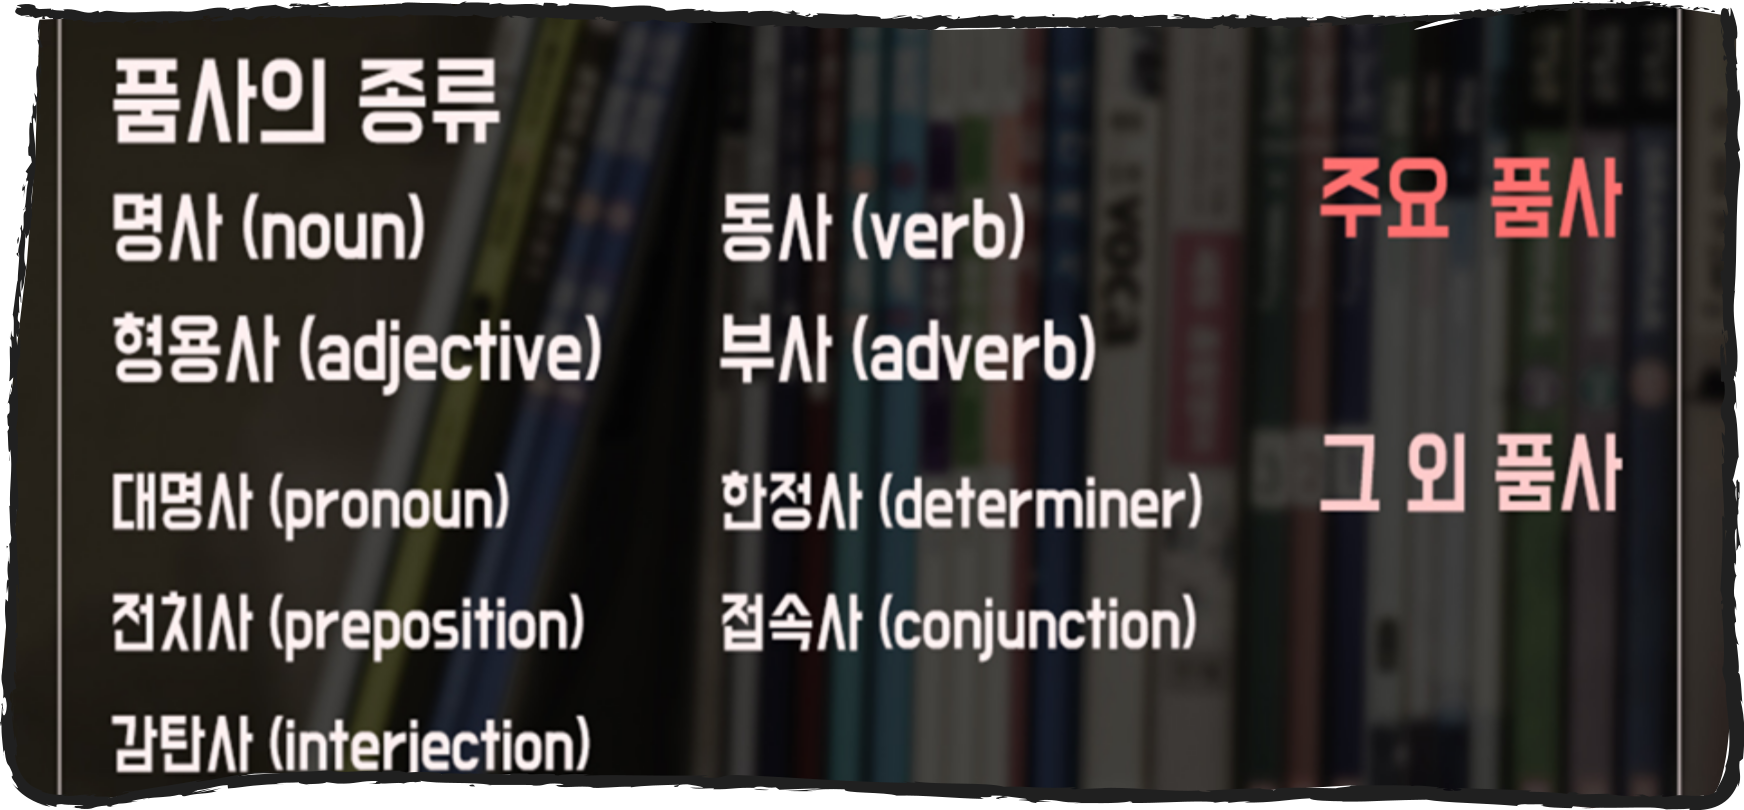 품사의 종류
주요 품사
명사 (noun) 동사 (verb)
형용사 (adjective) 부사 (adverb)
그 외 품사
대명사 (pronoun) 한정사 (determiner)
전치사 (preposition) 접속사 (conjunction)
감탄사 (interjection)
voca